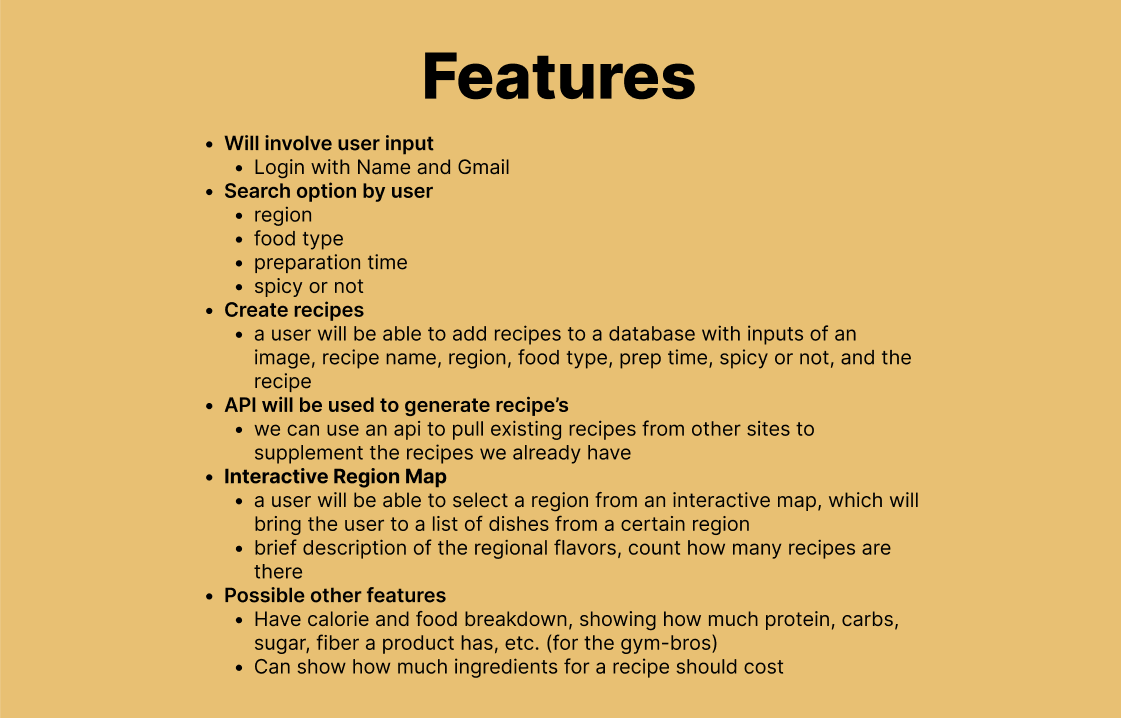 Features
• Will involve user input
• Login with Name and Gmail
• Search option by user
• region
• food type
• preparation time
• spicy or not
• Create recipes
• a user will be able to add recipes to a database with inputs of an
image, recipe name, region, food type, prep time, spicy or not, and the
recipe
• API will be used to generate recipe’s
• we can use an api to pull existing recipes from other sites to
supplement the recipes we already have
• Interactive Region Map
• a user will be able to select a region from an interactive map, which will
bring the user to a list of dishes from a certain region
• brief description of the regional flavors, count how many recipes are
there
• Possible other features
• Have calorie and food breakdown, showing how much protein, carbs,
sugar, fiber a product has, etc. (for the gym-bros)
• Can show how much ingredients for a recipe should cost